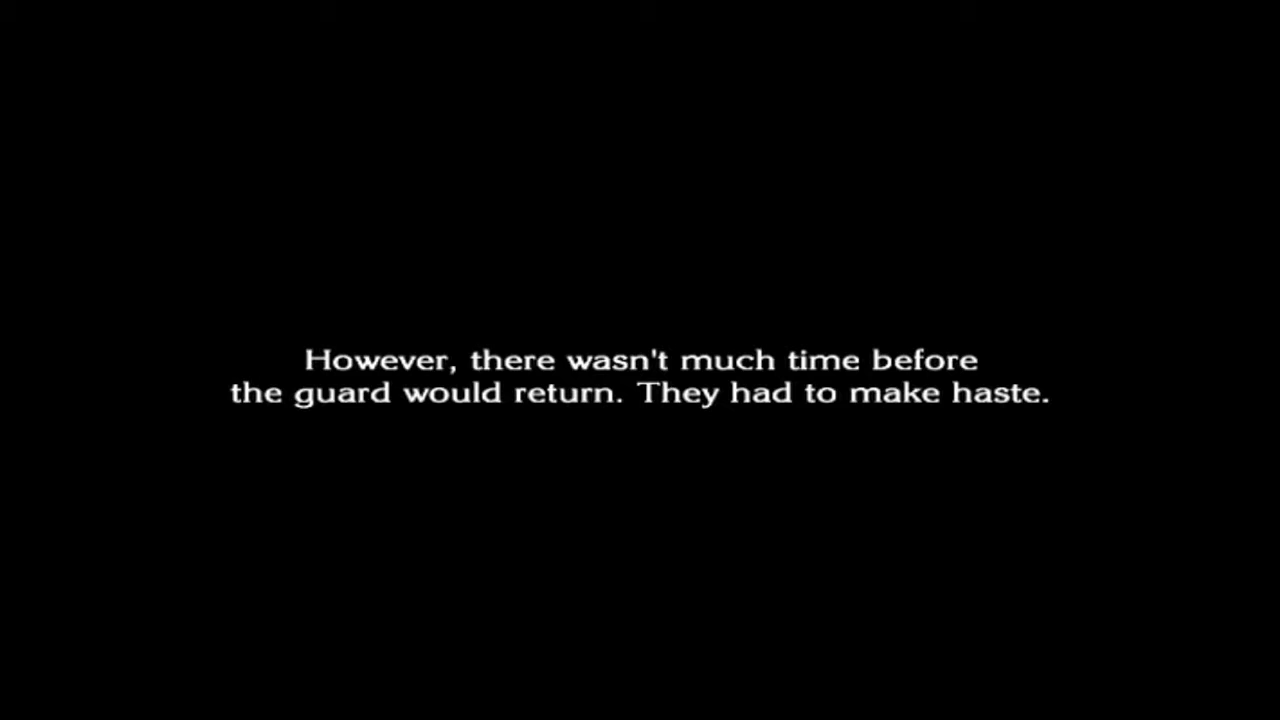 However, there wasn't much time before
the guard would return. They had to make haste.